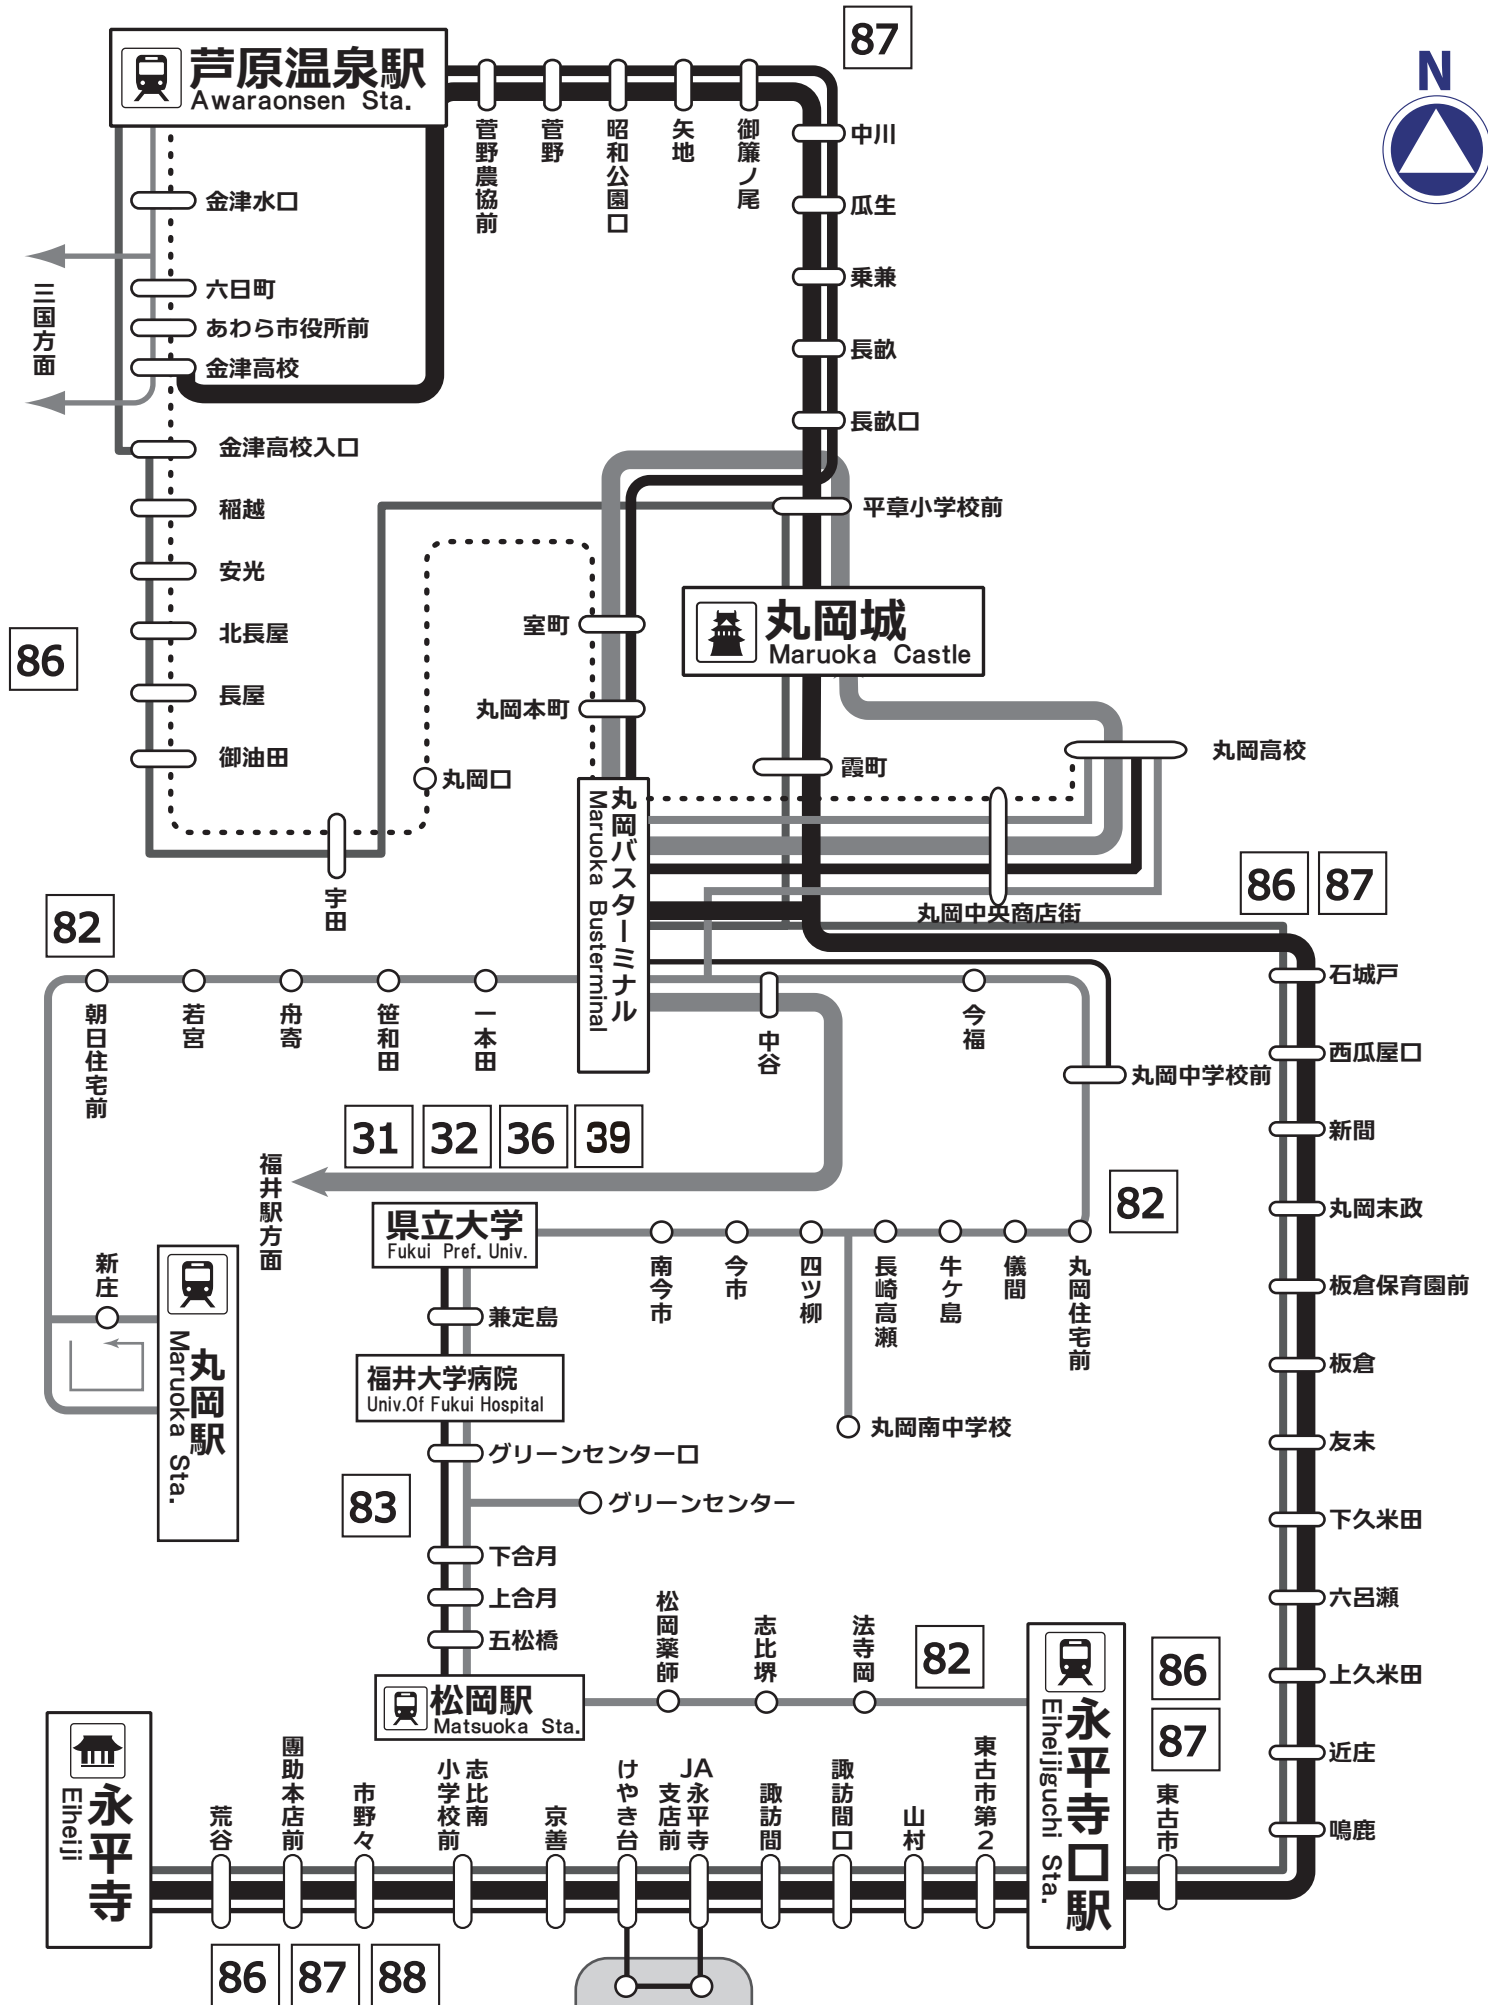 87
N
芦原温泉駅
Awaraonsen Sta.
菅野農協前
菅野
昭和公園口
矢地
御簾ノ尾
中川
瓜生
乗兼
長畝
長畝口
金津水口
三国方面
六日町
あわら市役所前
金津高校
金津高校入口
稲越
安光
北長屋
長屋
御油田
86
宇田
丸岡口
室町
丸岡本町
平章小学校前
丸岡城
Maruoka Castle
霞町
丸岡高校
丸岡中央商店街
丸岡バスターミナル
Maruoka Busterminal
86
87
82
朝日住宅前
若宮
舟寄
笹和田
一本田
中谷
今福
丸岡中学校前
石城戸
西瓜屋口
新間
丸岡末政
板倉保育園前
板倉
友末
下久米田
六呂瀬
上久米田
近庄
鳴鹿
31
32
36
39
福井駅方面
82
県立大学
Fukui Pref. Univ.
南今市
今市
四ツ柳
長崎高瀬
牛ケ島
儀間
丸岡住宅前
新庄
丸岡駅
Maruoka Sta.
兼定島
福井大学病院
Univ.Of Fukui Hospital
丸岡南中学校
グリーンセンター口
83
グリーンセンター
下合月
上合月
五松橋
松岡駅
Matsuoka Sta.
松岡薬師
志比堺
法寺岡
82
永平寺口駅
Eiheijiguchi Sta.
86
87
東古市
永平寺
Eiheiji
荒谷
團助本店前
市野々
志比南
小学校前
京善
けやき台
JA永平寺
支店前
諏訪間
諏訪間口
山村
東古市第2
86
87
88